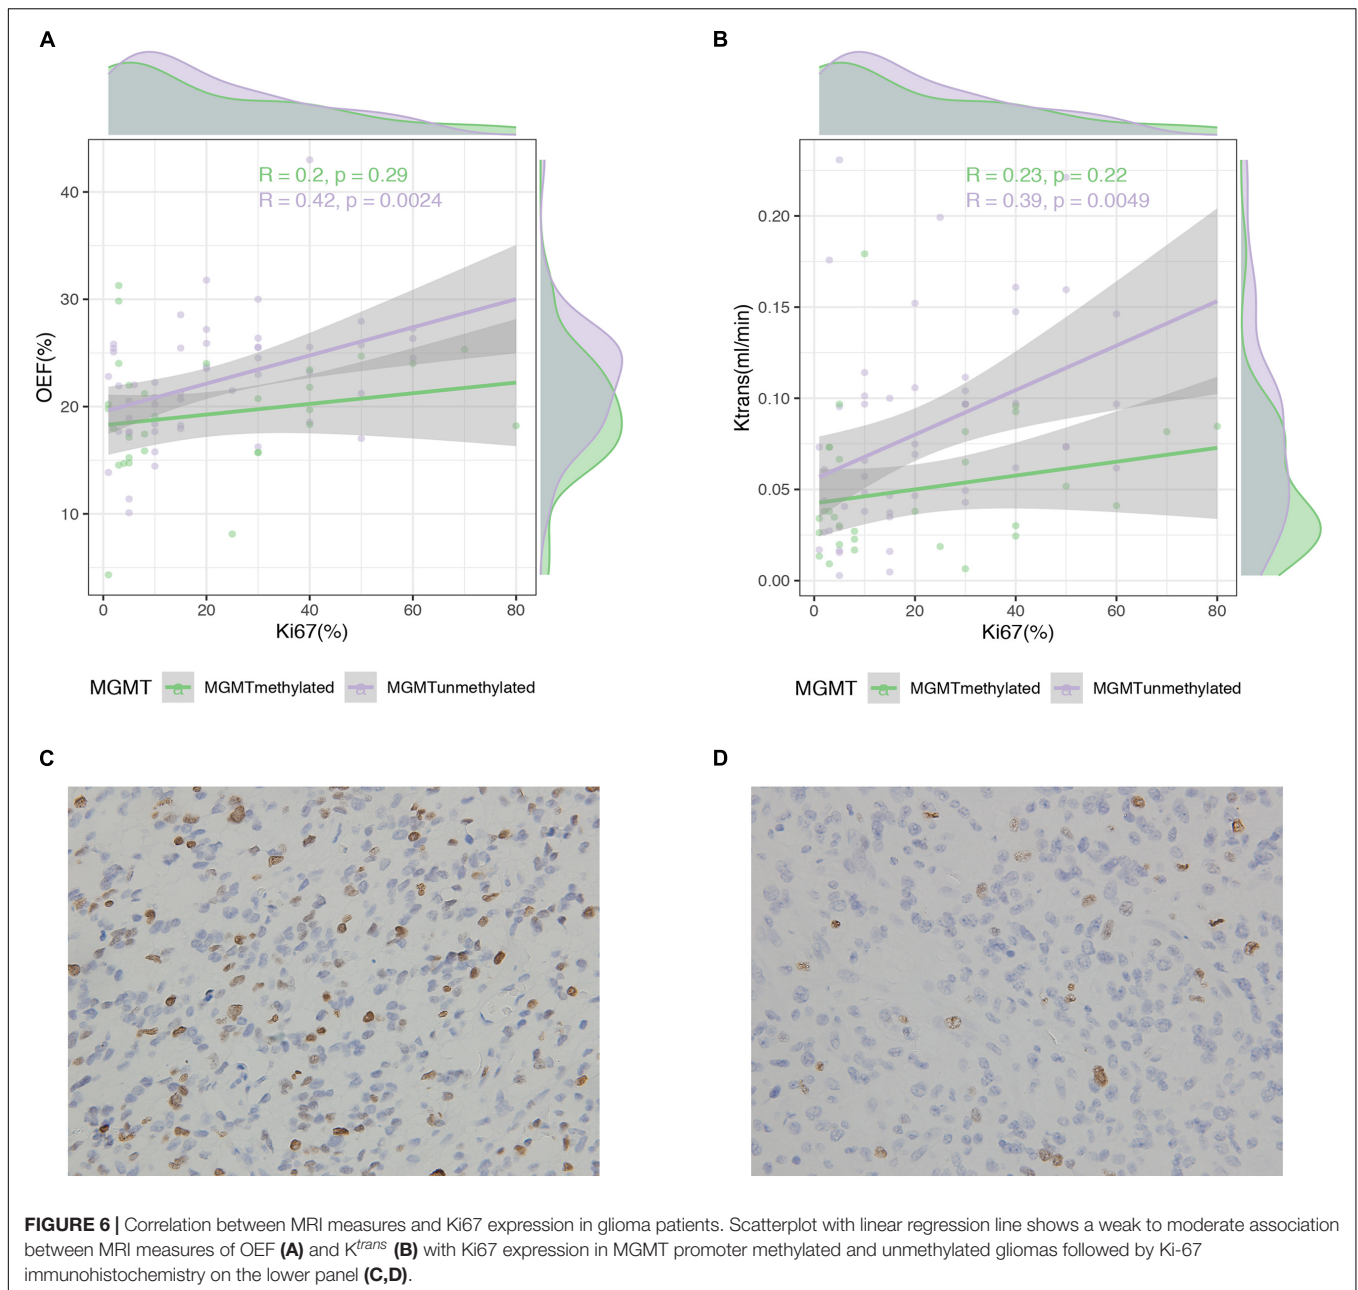 A
R = 0.2, p = 0.29
R = 0.42, p = 0.0024
OEF(%)
40
30
20
10
0 20 40 60 80
Ki67(%)
MGMT a MGMTmethylated a MGMTunmethylated
B
R = 0.23, p = 0.22
R = 0.39, p = 0.0049
Ktrans(ml/min)
0.20
0.15
0.10
0.05
0.00
0 20 40 60 80
Ki67(%)
MGMT a MGMTmethylated a MGMTunmethylated
C
D
FIGURE 6 | Correlation between MRI measures and Ki67 expression in glioma patients. Scatterplot with linear regression line shows a weak to moderate association
between MRI measures of OEF (A) and Ktrans (B) with Ki67 expression in MGMT promoter methylated and unmethylated gliomas followed by Ki-67
immunohistochemistry on the lower panel (C,D).